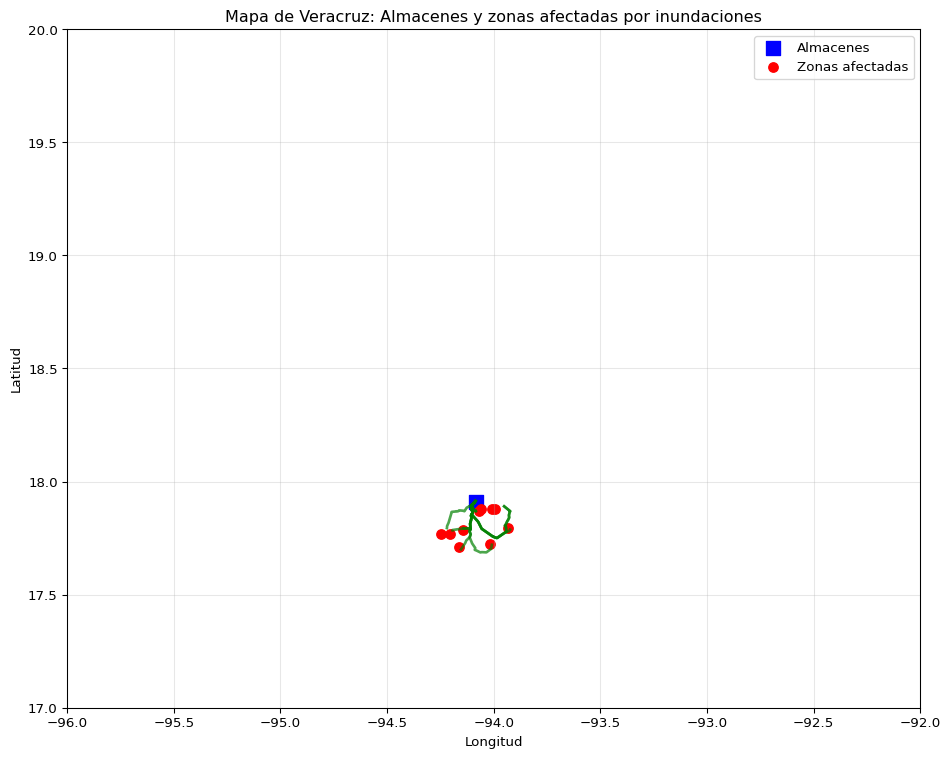 Mapa de Veracruz: Almacenes y zonas afectadas por inundaciones
20.0
Almacenes
Zonas afectadas
19.5
19.0
18.5
Latitud
18.0
17.5
17.0
−96.0 −95.5 −95.0 −94.5 −94.0 −93.5 −93.0 −92.5 −92.0
Longitud